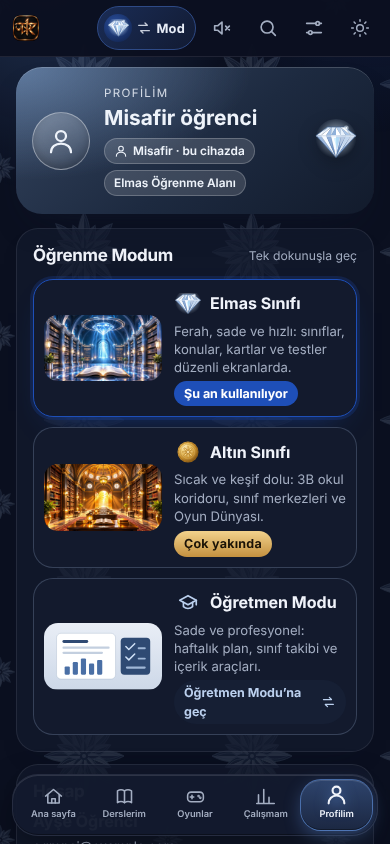 Mod
PROFİLİM
Misafir öğrenci
Misafir · bu cihazda
Elmas Öğrenme Alanı
Öğrenme Modum
Tek dokunuşla geç
Elmas Sınıfı
Ferah, sade ve hızlı: sınıflar,
konular, kartlar ve testler
düzenli ekranlarda.
Şu an kullanılıyor
Altın Sınıfı
Sıcak ve keşif dolu: 3B okul
koridoru, sınıf merkezleri ve
Oyun Dünyası.
Çok yakında
Öğretmen Modu
Sade ve profesyonel:
haftalık plan, sınıf takibi ve
içerik araçları.
Öğretmen Modu’na
geç
Ana sayfa
Derslerim
Oyunlar
Çalışmam
Profilim